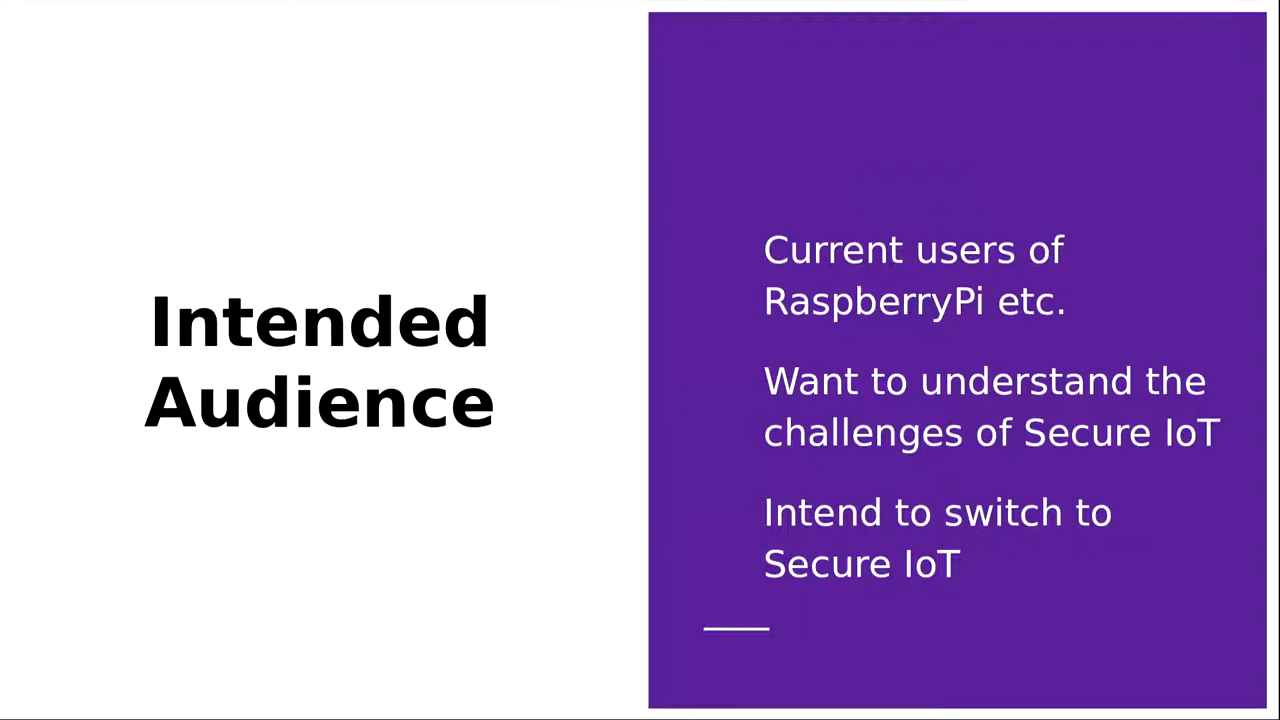 Intended
Audience
Current users of
RaspberryPi etc.
Want to understand the
challenges of Secure IoT
Intend to switch to
Secure IoT